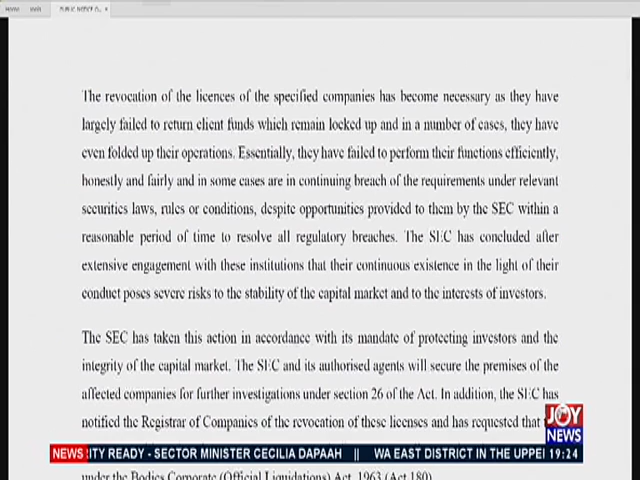 Home
PUBLIC NOTICE O...
The revocation of the licences of the specified companies has become necessary as they have
largely failed to return client funds which remain locked up and in a number of cases, they have
even folded up their operations. Essentially, they have failed to perform their functions efficiently,
honestly and fairly and in some cases are in continuing breach of the requirements under relevant
securities laws, rules or conditions, despite opportunities provided to them by the SEC within a
reasonable period of time to resolve all regulatory breaches. The SEC has concluded after
extensive engagement with these institutions that their continuous existence in the light of their
conduct poses severe risks to the stability of the capital market and to the interests of investors.
The SEC has taken this action in accordance with its mandate of protecting investors and the
integrity of the capital market. The SEC and its authorised agents will secure the premises of the
affected companies for further investigations under section 26 of the Act. In addition, the SEC has
notified the Registrar of Companies of the revocation of these licenses and has requested that
JOY
NEWS
NEWS ITY READY - SECTOR MINISTER CECILIA DAPAAH || WA EAST DISTRICT IN THE UPPE 19:24
under the Bodies Corporate (Official Liquidations) Act, 1963 (Act 180)